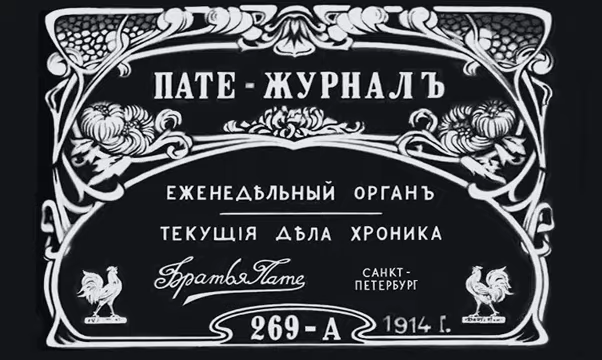 ПАТЕ - ЖУРНАЛЪ
ЕЖЕНЕДѢЛЬНЫЙ ОРГАНЪ
ТЕКУЩІЯ ДѢЛА ХРОНИКА
Братья Пате
САНКТ-
ПЕТЕРБУРГ
269-А 1914 Г.